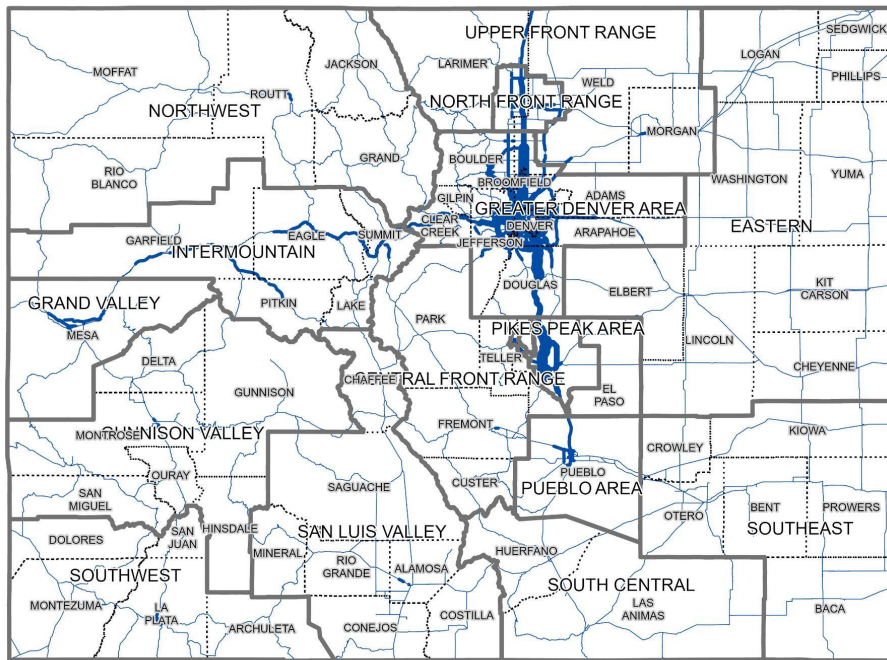 UPPER FRONT RANGE
SEDGWICK
LOGAN
MOFFAT
JACKSON
LARIMER
PHILLIPS
WELD
ROUTT
NORTHWEST
NORTH FRONT RANGE
MORGAN
GRAND
BOULDER
RIO
BLANCO
BROOMFIELD
WASHINGTON
YUMA
GILPIN
ADAMS
GREATER DENVER AREA
CLEAR
CREEK
DENVER
EASTERN
GARFIELD
EAGLE
SUMMIT
JEFFERSON
ARAPAHOE
INTERMOUNTAIN
DOUGLAS
ELBERT
KIT
CARSON
GRAND VALLEY
PITKIN
LAKE
PARK
MESA
PIKES PEAK AREA
LINCOLN
DELTA
TELLER
CHEYENNE
CHAFFEE
CENTRAL FRONT RANGE
GUNNISON
EL
PASO
FREMONT
KIOWA
MONTROSE
GUNNISON VALLEY
CROWLEY
OURAY
PUEBLO
SAGUACHE
CUSTER
PUEBLO AREA
SAN
MIGUEL
BENT
PROWERS
OTERO
SOUTHEAST
SAN
JUAN
HINSDALE
SAN LUIS VALLEY
DOLORES
MINERAL
HUERFANO
RIO
GRANDE
ALAMOSA
SOUTHWEST
SOUTH CENTRAL
MONTEZUMA
LA
PLATA
COSTILLA
LAS
ANIMAS
BACA
ARCHULETA
CONEJOS